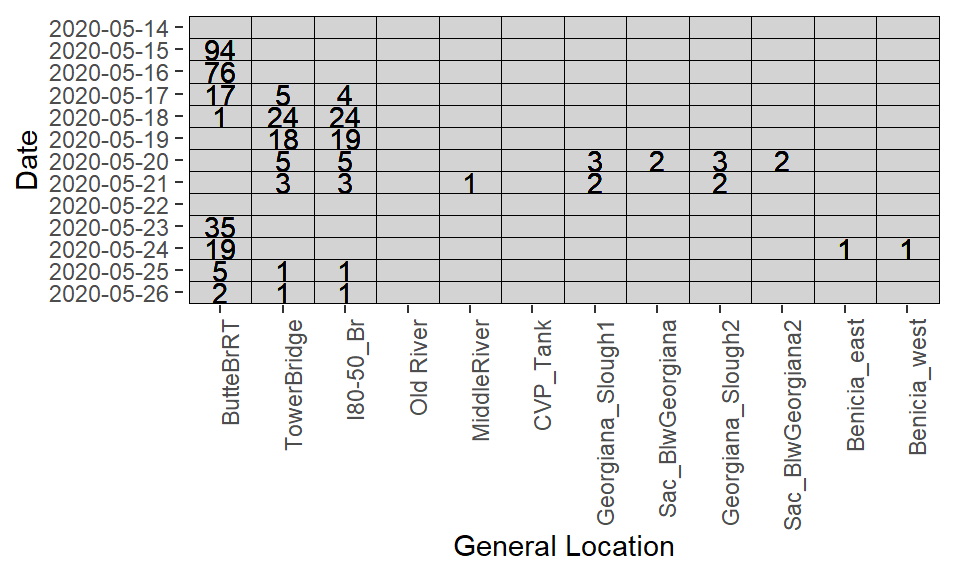 Date
2020-05-14
2020-05-15 94
2020-05-16 76
2020-05-17 17 5 4
2020-05-18 1 24 24
2020-05-19 18 19
2020-05-20 5 5 3 2 3 2
2020-05-21 3 3 1 2 2
2020-05-22
2020-05-23 35
2020-05-24 19 1 1
2020-05-25 5 1 1
2020-05-26 2 1 1
ButteBrRT
TowerBridge
I80-50_Br
Old River
MiddleRiver
CVP_Tank
Georgiana_Slough1
Sac_BlwGeorgiana
Georgiana_Slough2
Sac_BlwGeorgiana2
Benicia_east
Benicia_west
General Location